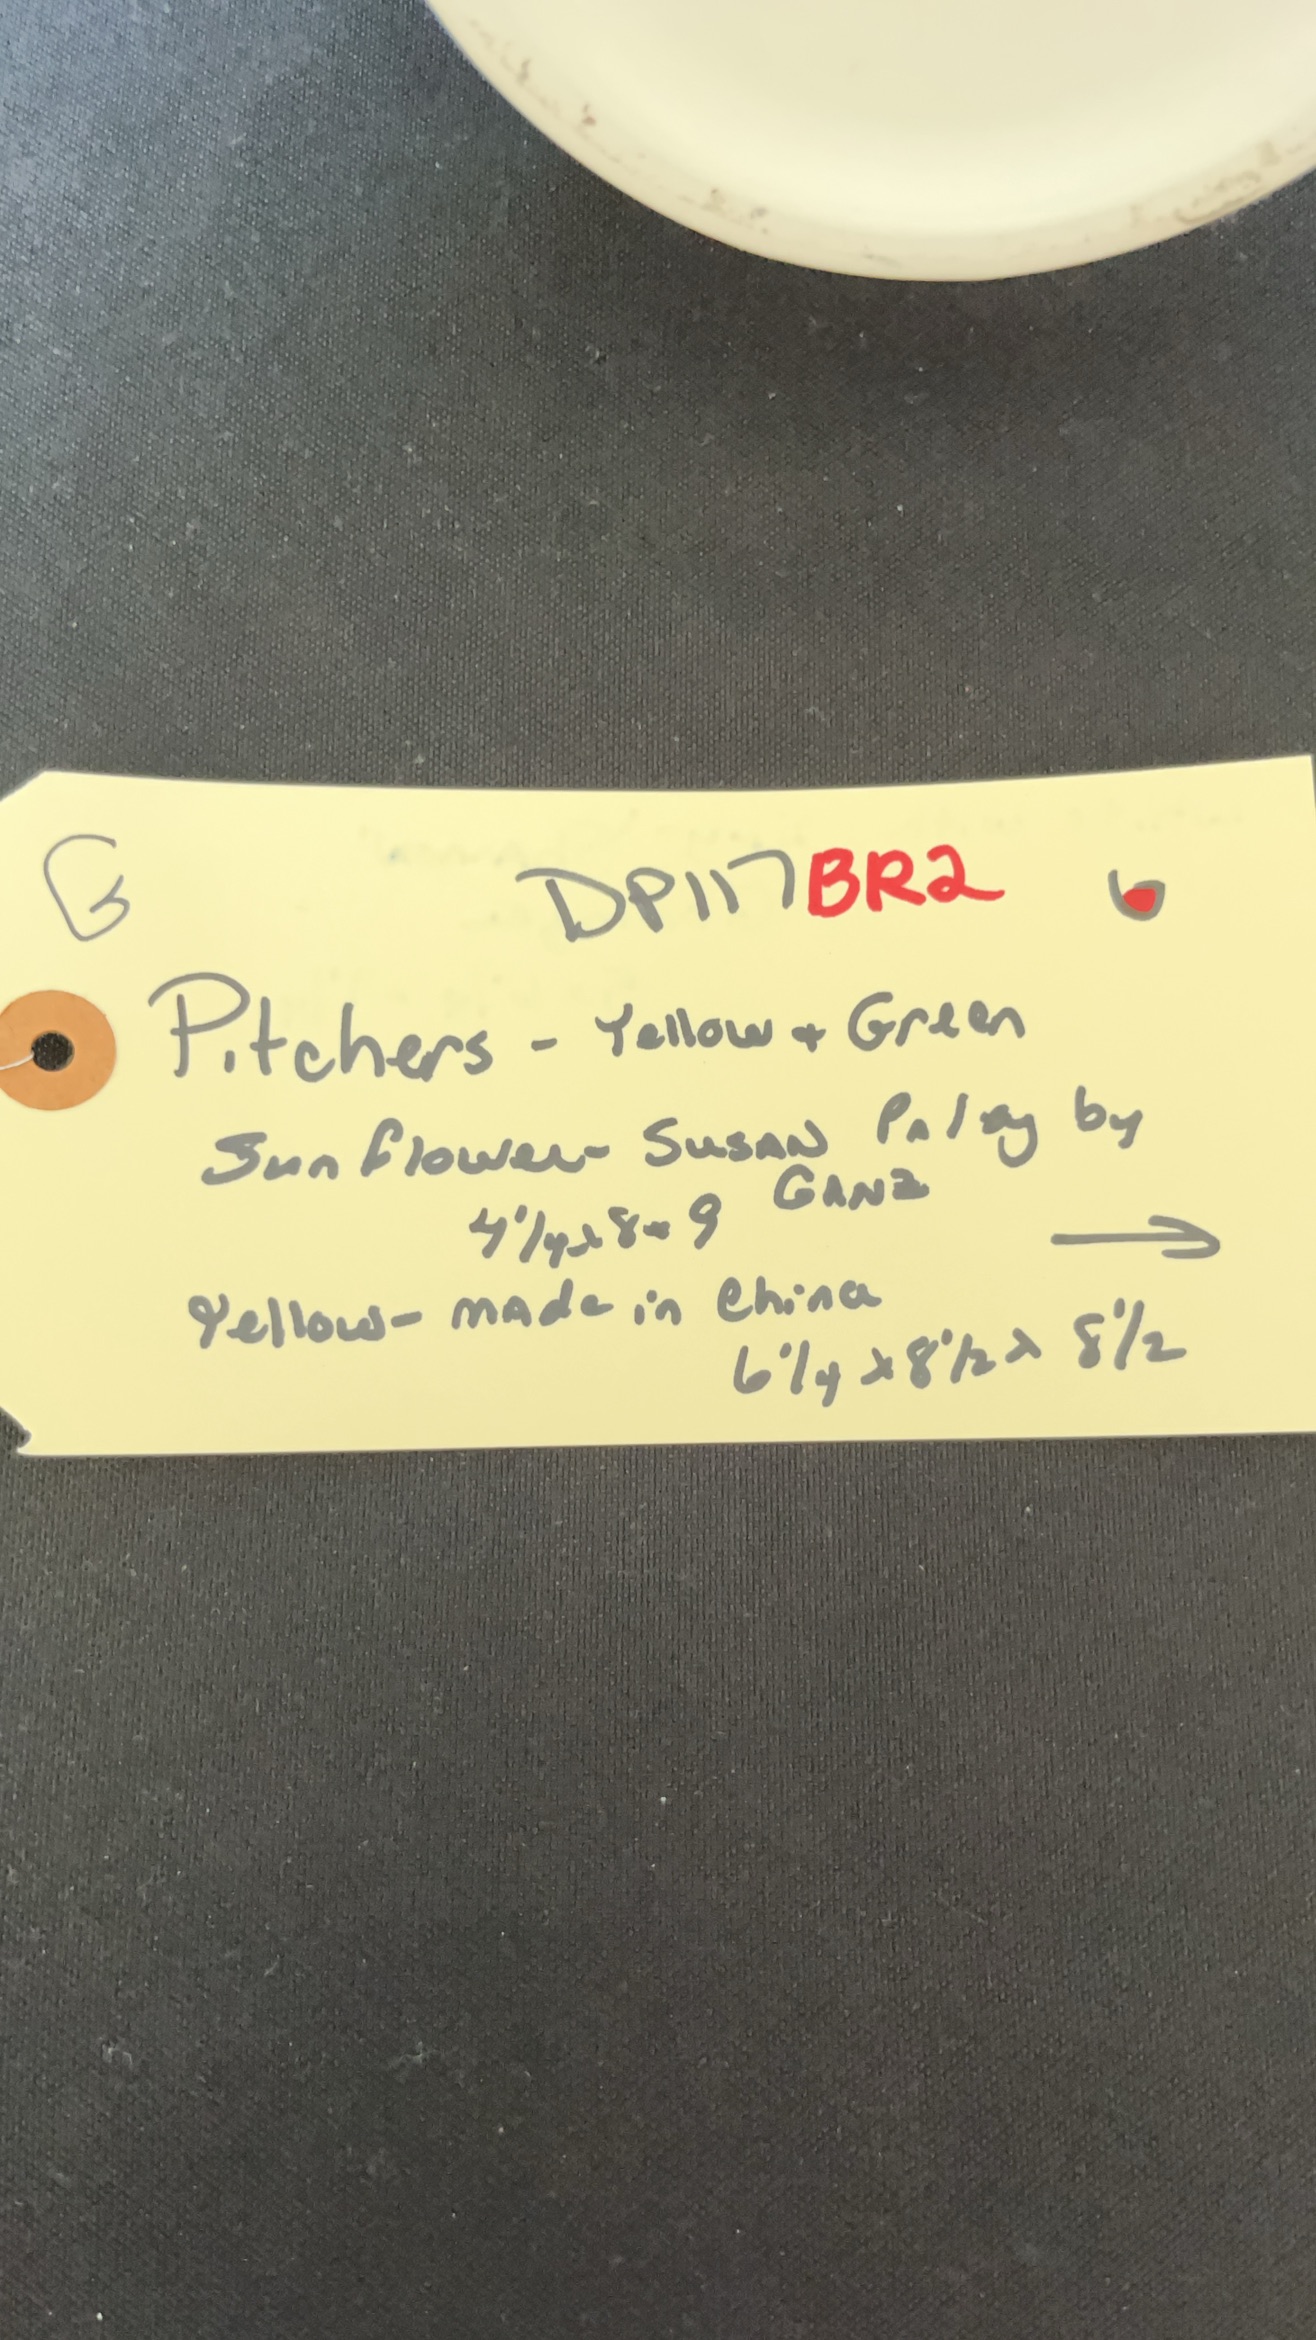 G DP117BR2 6
Pitchers - Yellow + Green
Sunflower - Susan Paley by
GANZ
4 1/4 x 8 x 9 →
Yellow - made in China
6 1/4 x 8 1/2 x 8 1/2